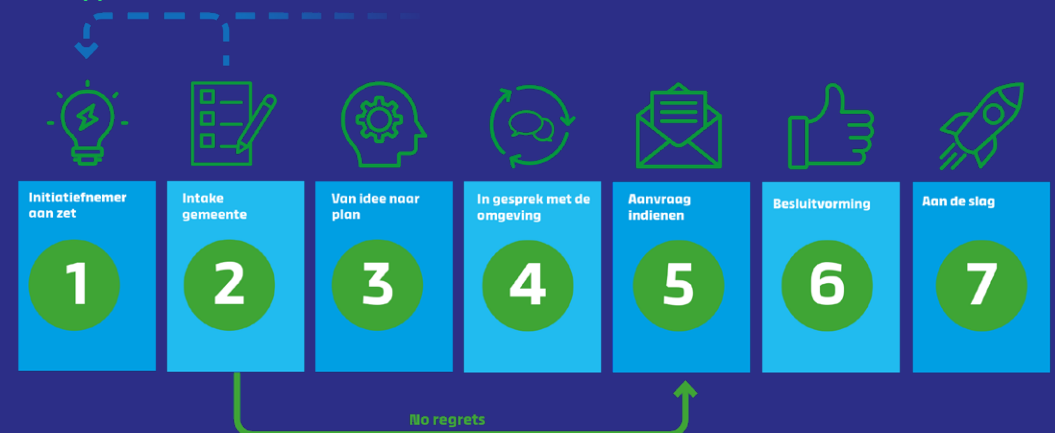 Initiatiefnemer
aan zet
1
Intake
gemeente
2
Van idee naar
plan
3
In gesprek met de
omgeving
4
Aanvraag
indienen
5
Besluitvorming
6
Aan de slag
7
No regrets